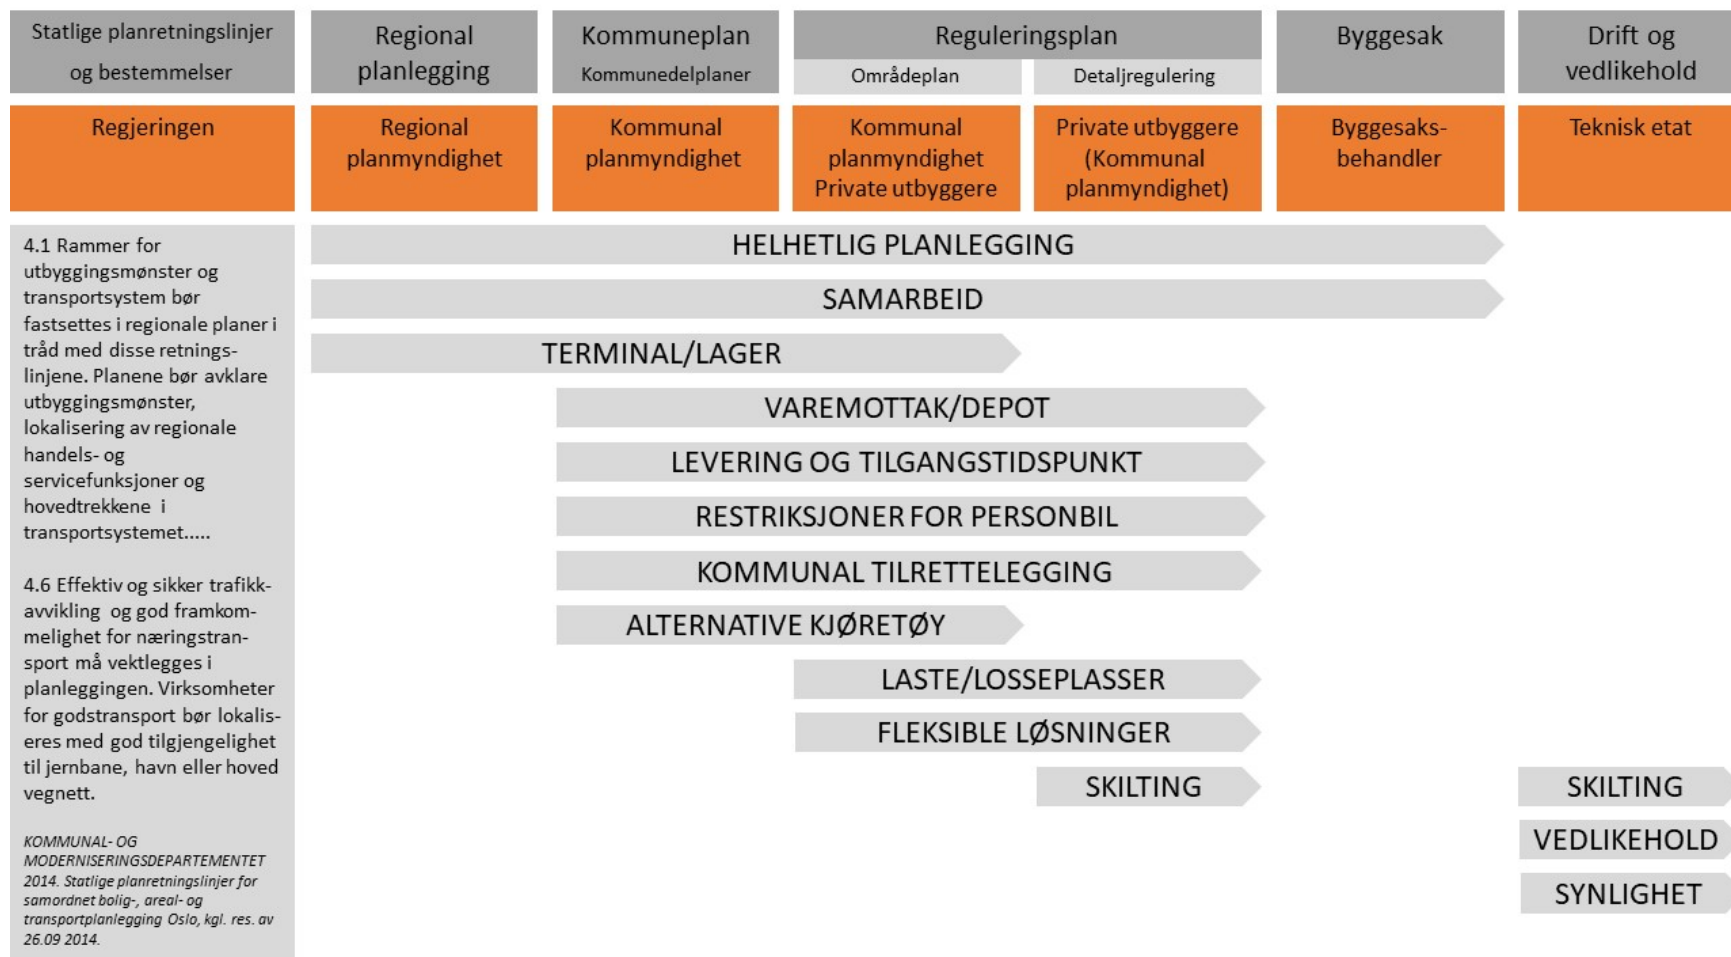 Statlige planretningslinjer
og bestemmelser
Regional
planlegging
Kommuneplan
Kommunedelplaner
Reguleringsplan
Områdeplan
Detaljregulering
Byggesak
Drift og
vedlikehold
Regjeringen
Regional
planmyndighet
Kommunal
planmyndighet
Kommunal
planmyndighet
Private utbyggere
Private utbyggere
(Kommunal
planmyndighet)
Byggesaks-
behandler
Teknisk etat
4.1 Rammer for
utbyggingsmønster og
transportsystem bør
fastsettes i regionale planer i
tråd med disse retnings-
linjene. Planene bør avklare
utbyggingsmønster,
lokalisering av regionale
handels- og
servicefunksjoner og
hovedtrekkene i
transportsystemet.....
4.6 Effektiv og sikker trafikk-
avvikling og god framkom-
melighet for næringstran-
sport må vektlegges i
planleggingen. Virksomheter
for godstransport bør lokalis-
eres med god tilgjengelighet
til jernbane, havn eller hoved
vegnett.
KOMMUNAL- OG
MODERNISERINGSDEPARTEMENTET
2014. Statlige planretningslinjer for
samordnet bolig-, areal- og
transportplanlegging Oslo, kgl. res. av
26.09 2014.
HELHETLIG PLANLEGGING
SAMARBEID
TERMINAL/LAGER
VAREMOTTAK/DEPOT
LEVERING OG TILGANGSTIDSPUNKT
RESTRIKSJONER FOR PERSONBIL
KOMMUNAL TILRETTELEGGING
ALTERNATIVE KJØRETØY
LASTE/LOSSEPLASSER
FLEKSIBLE LØSNINGER
SKILTING
SKILTING
VEDLIKEHOLD
SYNLIGHET